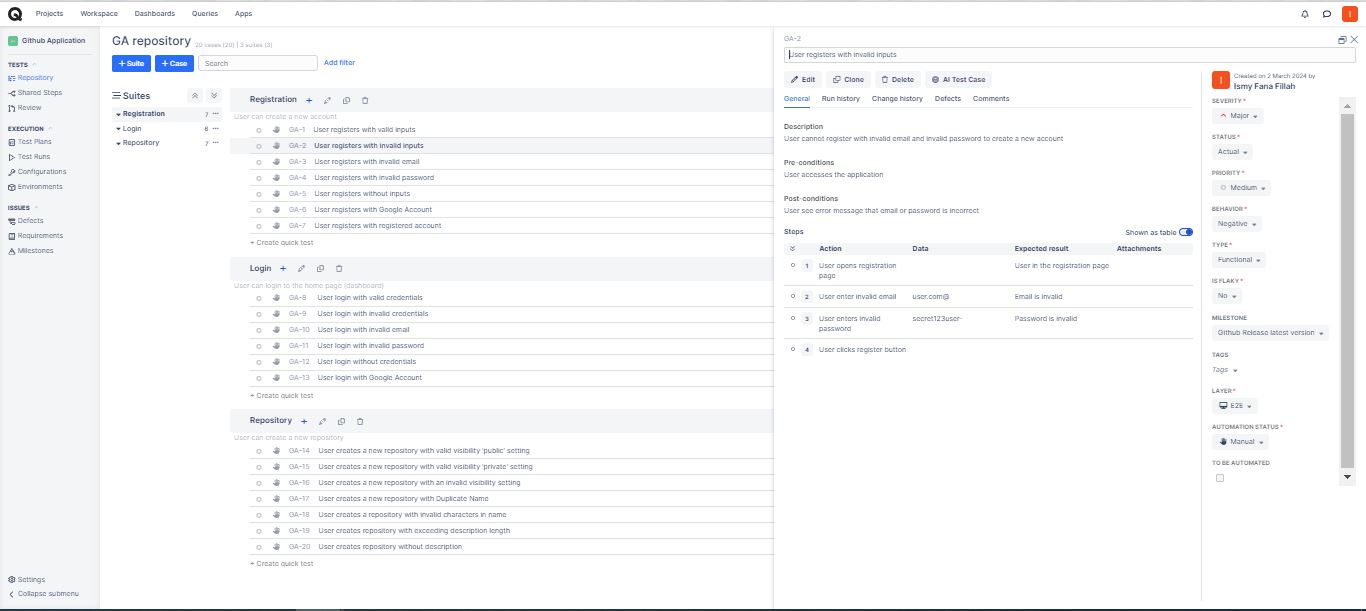 Projects Workspace Dashboards Queries Apps
Github Application
TESTS
Repository
Shared Steps
Review
EXECUTION
Test Plans
Test Runs
Configurations
Environments
ISSUES
Defects
Requirements
Milestones
Settings
Collapse submenu
GA repository 20 cases (20) | 3 suites (3)
+ Suite + Case Search Add filter
Suites
Registration 7
Login 6
Repository 7
Registration
User can create a new account
GA-1 User registers with valid inputs
GA-2 User registers with invalid inputs
GA-3 User registers with invalid email
GA-4 User registers with invalid password
GA-5 User registers without inputs
GA-6 User registers with Google Account
GA-7 User registers with registered account
+ Create quick test
Login
User can login to the home page (dashboard)
GA-8 User login with valid credentials
GA-9 User login with invalid credentials
GA-10 User login with invalid email
GA-11 User login with invalid password
GA-12 User login without credentials
GA-13 User login with Google Account
+ Create quick test
Repository
User can create a new repository
GA-14 User creates a new repository with valid visibility 'public' setting
GA-15 User creates a new repository with valid visibility 'private' setting
GA-16 User creates a new repository with an invalid visibility setting
GA-17 User creates a new repository with Duplicate Name
GA-18 User creates a repository with invalid characters in name
GA-19 User creates repository with exceeding description length
GA-20 User creates repository without description
+ Create quick test
GA-2
User registers with invalid inputs
Edit Clone Delete AI Test Case
General Run history Change history Defects Comments
Description
User cannot register with invalid email and invalid password to create a new account
Pre-conditions
User accesses the application
Post-conditions
User see error message that email or password is incorrect
Steps Shown as table
Action Data Expected result Attachments
1 User opens registration page User in the registration page
2 User enter invalid email user.com@ Email is invalid
3 User enters invalid password secret123user- Password is invalid
4 User clicks register button
I
Created on 2 March 2024 by
Ismy Fana Fillah
SEVERITY *
Major
STATUS *
Actual
PRIORITY *
Medium
BEHAVIOR *
Negative
TYPE *
Functional
IS FLAKY *
No
MILESTONE
Github Release latest version
TAGS
Tags
LAYER *
E2E
AUTOMATION STATUS *
Manual
TO BE AUTOMATED